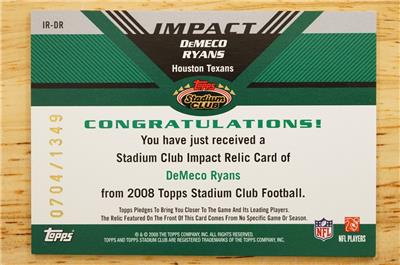 IR-DR
IMPACT
DEMECO
RYANS
Houston Texans
Topps
Stadium
CLUB
CONGRATULATIONS!
You have just received a
Stadium Club Impact Relic Card of
DeMeco Ryans
from 2008 Topps Stadium Club Football.
0704/1349
Topps Pledges To Bring You Closer To The Game And Its Leading Players.
The Relic Featured On The Front Of This Card Comes From No Specific Game, Or Season.
Topps
® & © 2008 THE TOPPS COMPANY, INC. ALL RIGHTS RESERVED.
TOPPS AND TOPPS STADIUM CLUB ARE REGISTERED TRADEMARKS OF THE TOPPS COMPANY, INC.
NFL
NFL PLAYERS